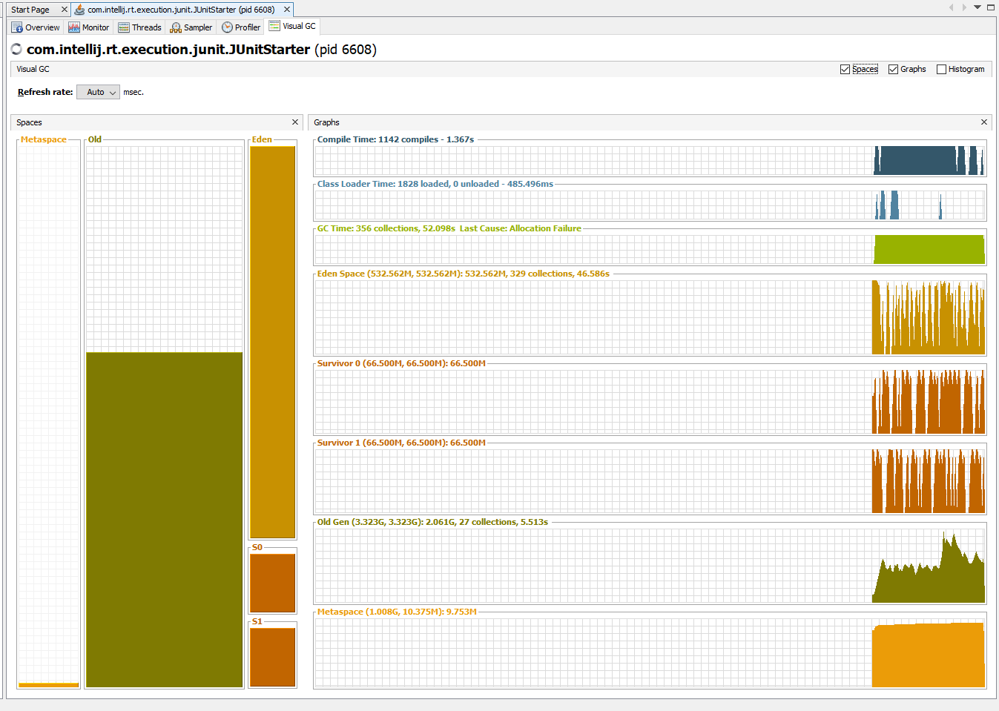 Start Page
com.intellij.rt.execution.junit.JUnitStarter (pid 6608)
Overview Monitor Threads Sampler Profiler Visual GC
com.intellij.rt.execution.junit.JUnitStarter (pid 6608)
Visual GC
Spaces Graphs Histogram
Refresh rate: Auto msec.
Spaces
Metaspace
Old
Eden
S0
S1
Graphs
Compile Time: 1142 compiles - 1.367s
Class Loader Time: 1828 loaded, 0 unloaded - 485.496ms
GC Time: 356 collections, 52.098s Last Cause: Allocation Failure
Eden Space (532.562M, 532.562M): 532.562M, 329 collections, 46.586s
Survivor 0 (66.500M, 66.500M): 66.500M
Survivor 1 (66.500M, 66.500M): 66.500M
Old Gen (3.323G, 3.323G): 2.061G, 27 collections, 5.513s
Metaspace (1.008G, 10.375M): 9.753M